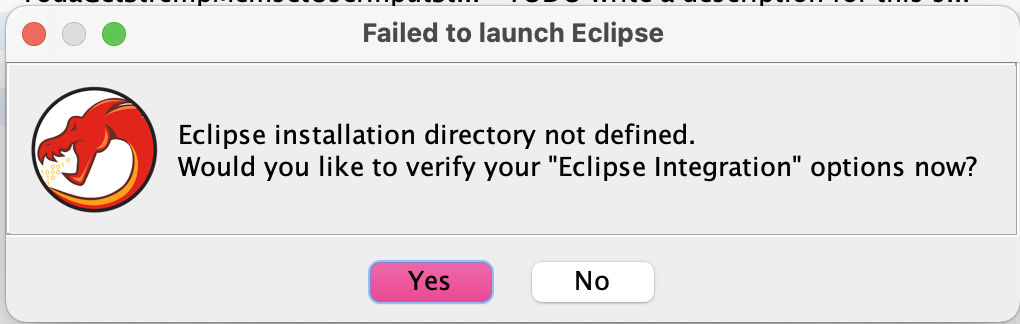 Failed to launch Eclipse
Eclipse installation directory not defined.
Would you like to verify your "Eclipse Integration" options now?
Yes
No